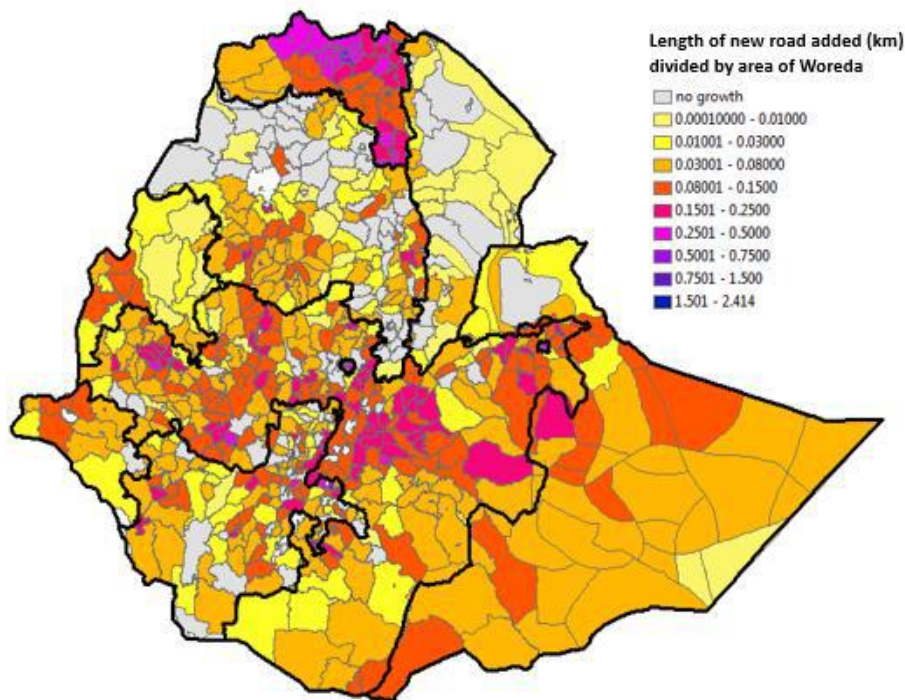 Length of new road added (km)
divided by area of Woreda
no growth
0.00010000 - 0.01000
0.01001 - 0.03000
0.03001 - 0.08000
0.08001 - 0.1500
0.1501 - 0.2500
0.2501 - 0.5000
0.5001 - 0.7500
0.7501 - 1.500
1.501 - 2.414